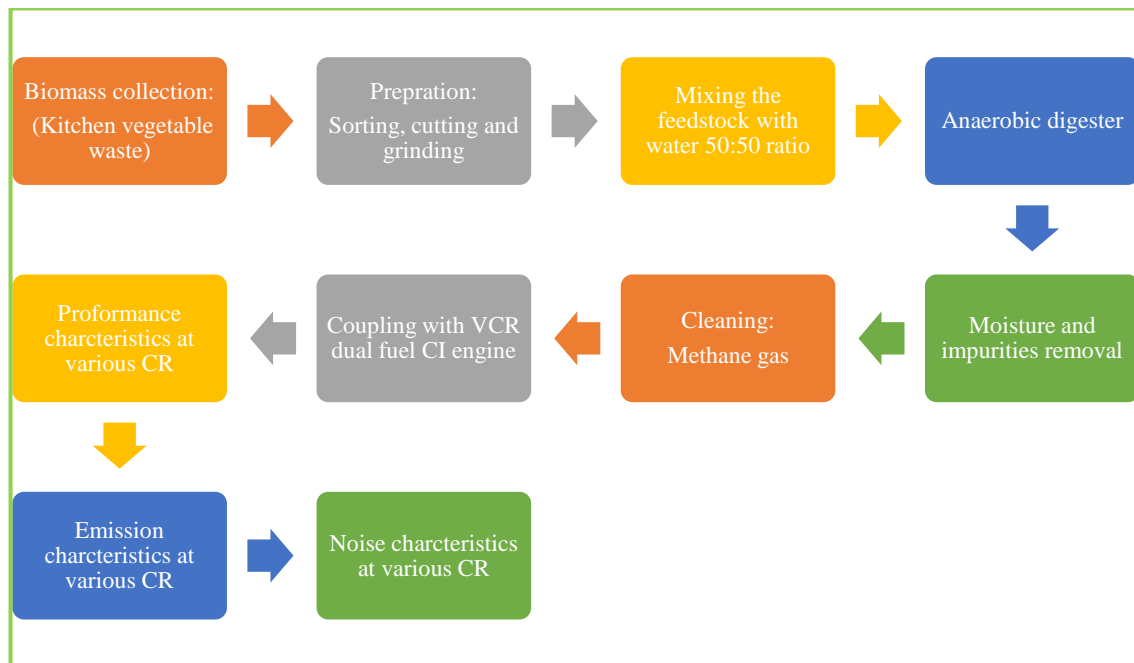 Biomass collection:
(Kitchen vegetable
waste)
Prepration:
Sorting, cutting and
grinding
Mixing the
feedstock with
water 50:50 ratio
Anaerobic digester
Moisture and
impurities removal
Cleaning:
Methane gas
Coupling with VCR
dual fuel CI engine
Proformance
charcteristics at
various CR
Emission
charcteristics at
various CR
Noise charcteristics
at various CR